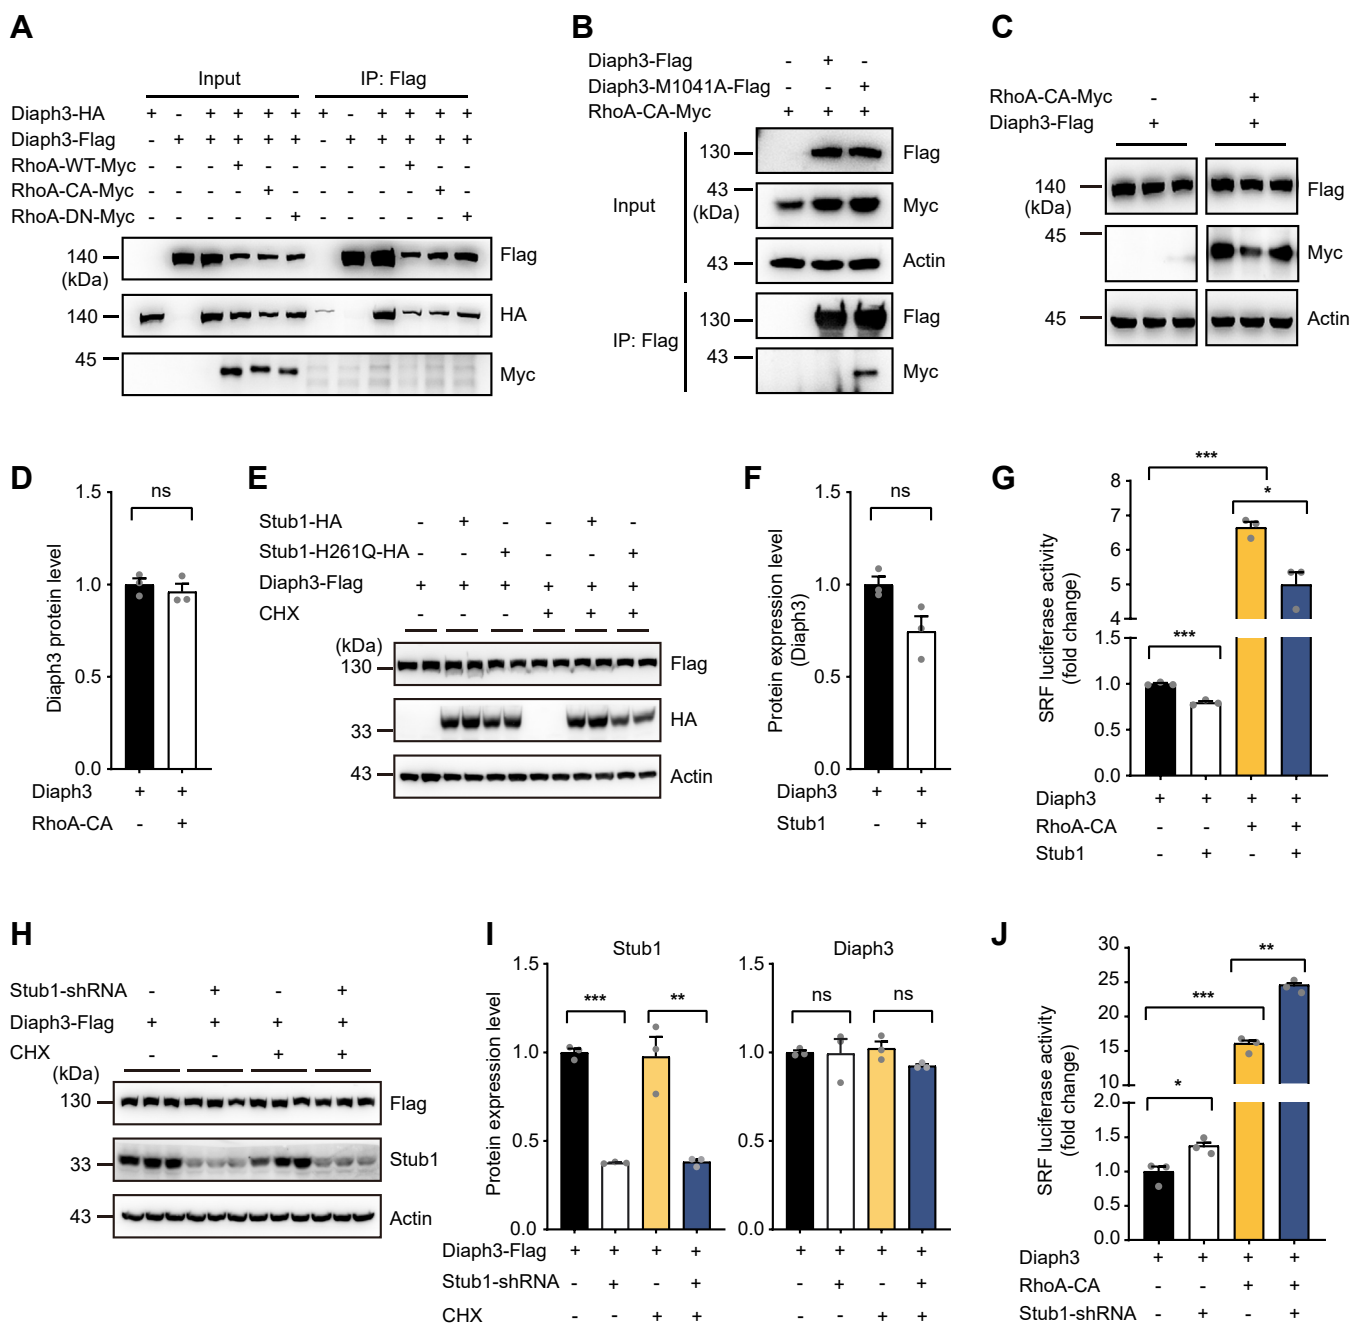 A
Input IP: Flag
Diaph3-HA + - + + + + + - + + + +
Diaph3-Flag - + + + + + - + + + + +
RhoA-WT-Myc - - - + - - - - - + - -
RhoA-CA-Myc - - - - + - - - - - + -
RhoA-DN-Myc - - - - - + - - - - - +
140 Flag
(kDa)
140 HA
45 Myc
B
Diaph3-Flag - + -
Diaph3-M1041A-Flag - - +
RhoA-CA-Myc + + +
Input
130 Flag
43
(kDa) Myc
43 Actin
IP: Flag
130 Flag
43 Myc
C
RhoA-CA-Myc - +
Diaph3-Flag + +
140 Flag
(kDa)
45 Myc
45 Actin
D
Diaph3 protein level
1.5
1.0
0.5
0.0
ns
Diaph3 + +
RhoA-CA - +
E
Stub1-HA - + - - + -
Stub1-H261Q-HA - - + - - +
Diaph3-Flag + + + + + +
CHX - - - + + +
(kDa)
130 Flag
33 HA
43 Actin
F
Protein expression level
(Diaph3)
1.5
1.0
0.5
0.0
ns
Diaph3 + +
Stub1 - +
G
SRF luciferase activity
(fold change)
8
7
6
5
4
1.5
1.0
0.5
0.0
***
*
***
Diaph3 + + + +
RhoA-CA - - + +
Stub1 - + - +
H
Stub1-shRNA - + - +
Diaph3-Flag + + + +
CHX - - + +
(kDa)
130 Flag
33 Stub1
43 Actin
I
Stub1 Diaph3
Protein expression level
1.5
1.0
0.5
0.0
*** **
1.5
1.0
0.5
0.0
ns ns
Diaph3-Flag + + + + + + + +
Stub1-shRNA - + - + - + - +
CHX - - + + - - + +
J
SRF luciferase activity
(fold change)
30
25
20
15
10
2.0
1.5
1.0
0.5
0.0
**
***
*
Diaph3 + + + +
RhoA-CA - - + +
Stub1-shRNA - + - +